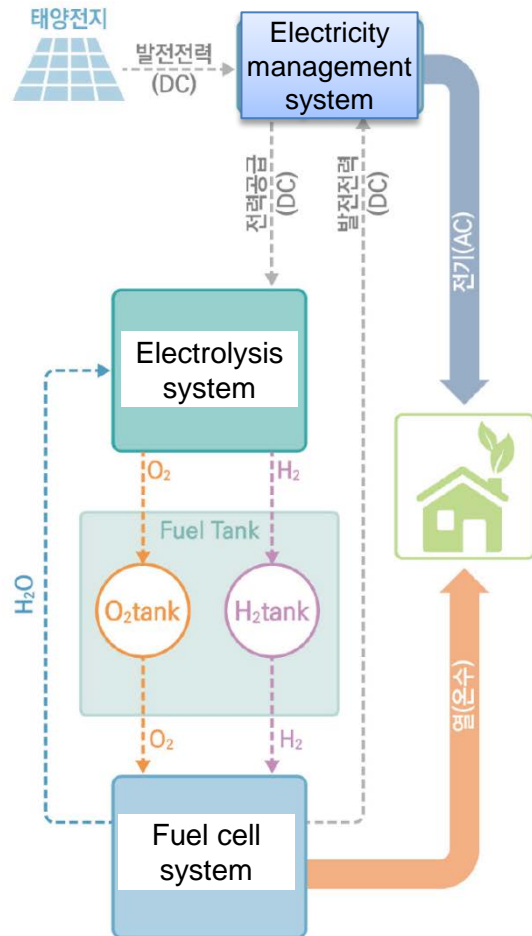 태양전지
발전전력
(DC)
Electricity
management
system
전력공급
(DC)
발전전력
(DC)
전기(AC)
Electrolysis
system
O₂
H₂
Fuel Tank
O₂tank
H₂tank
H₂O
열(온수)
O₂
H₂
Fuel cell
system